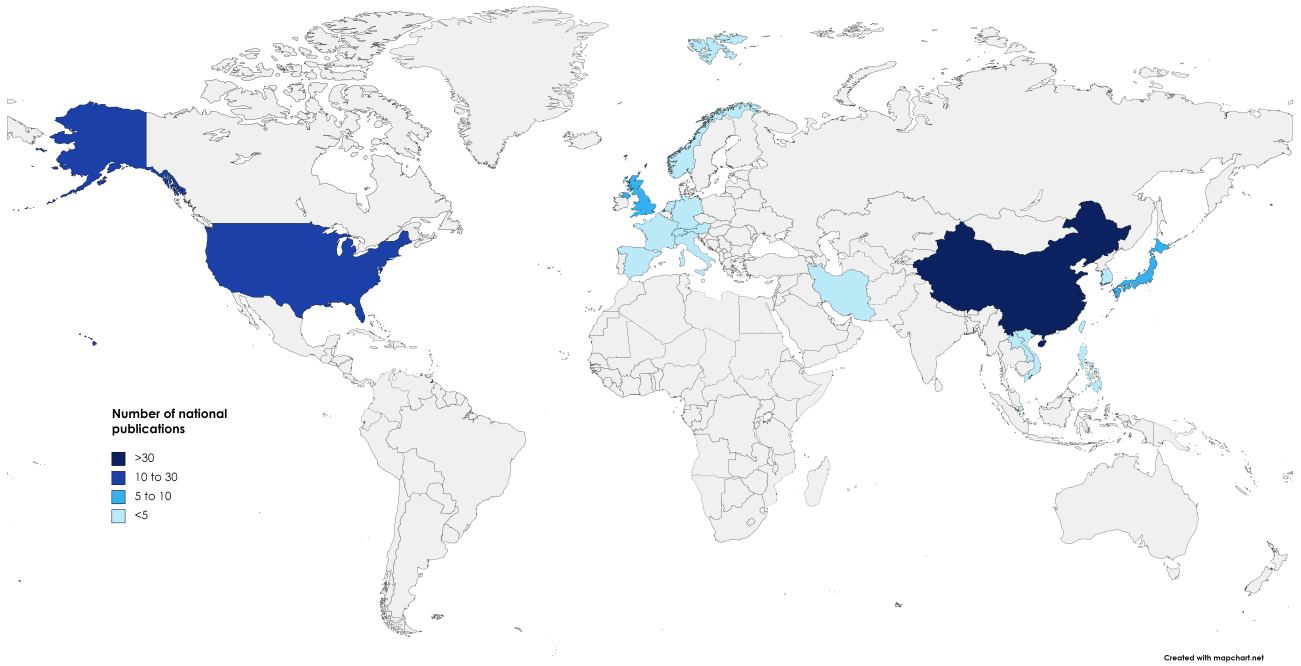 Number of national
publications
>30
10 to 30
5 to 10
<5
Created with mapchart.net